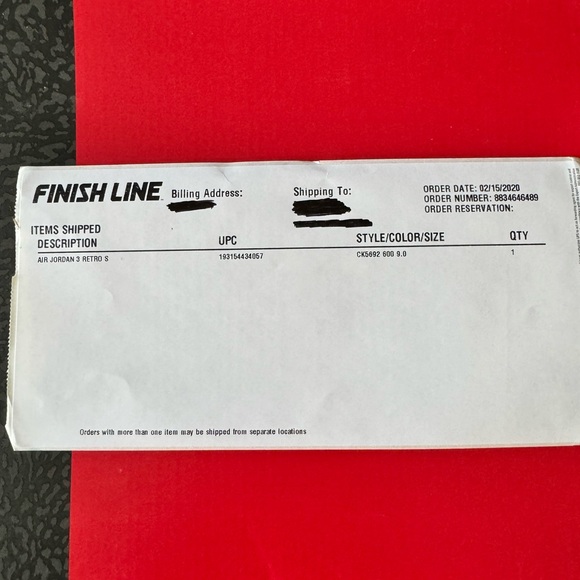 FINISH LINE Billing Address: Shipping To: ORDER DATE: 02/15/2020
ORDER NUMBER: 8834646489
ORDER RESERVATION:
ITEMS SHIPPED
DESCRIPTION UPC STYLE/COLOR/SIZE QTY
AIR JORDAN 3 RETRO S 193154434057 CK5692 600 9.0 1
Orders with more than one item may be shipped from separate locations